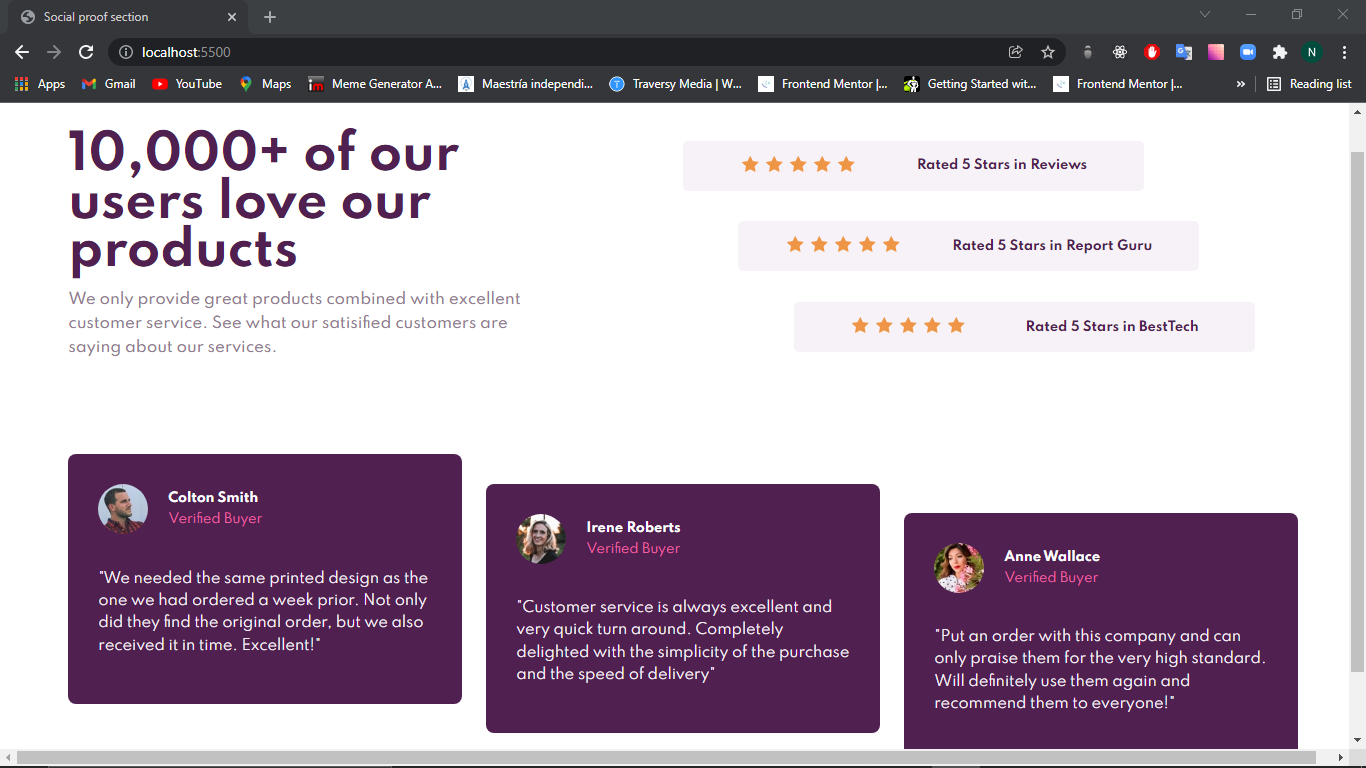 Social proof section
localhost:5500
N
Apps
Gmail
YouTube
Maps
Meme Generator A...
Maestría independi...
Traversy Media | W...
Frontend Mentor |...
Getting Started wit...
Frontend Mentor |...
»
Reading list
10,000+ of our
users love our
products
We only provide great products combined with excellent
customer service. See what our satisified customers are
saying about our services.
Rated 5 Stars in Reviews
Rated 5 Stars in Report Guru
Rated 5 Stars in BestTech
Colton Smith
Verified Buyer
"We needed the same printed design as the
one we had ordered a week prior. Not only
did they find the original order, but we also
received it in time. Excellent!"
Irene Roberts
Verified Buyer
"Customer service is always excellent and
very quick turn around. Completely
delighted with the simplicity of the purchase
and the speed of delivery"
Anne Wallace
Verified Buyer
"Put an order with this company and can
only praise them for the very high standard.
Will definitely use them again and
recommend them to everyone!"